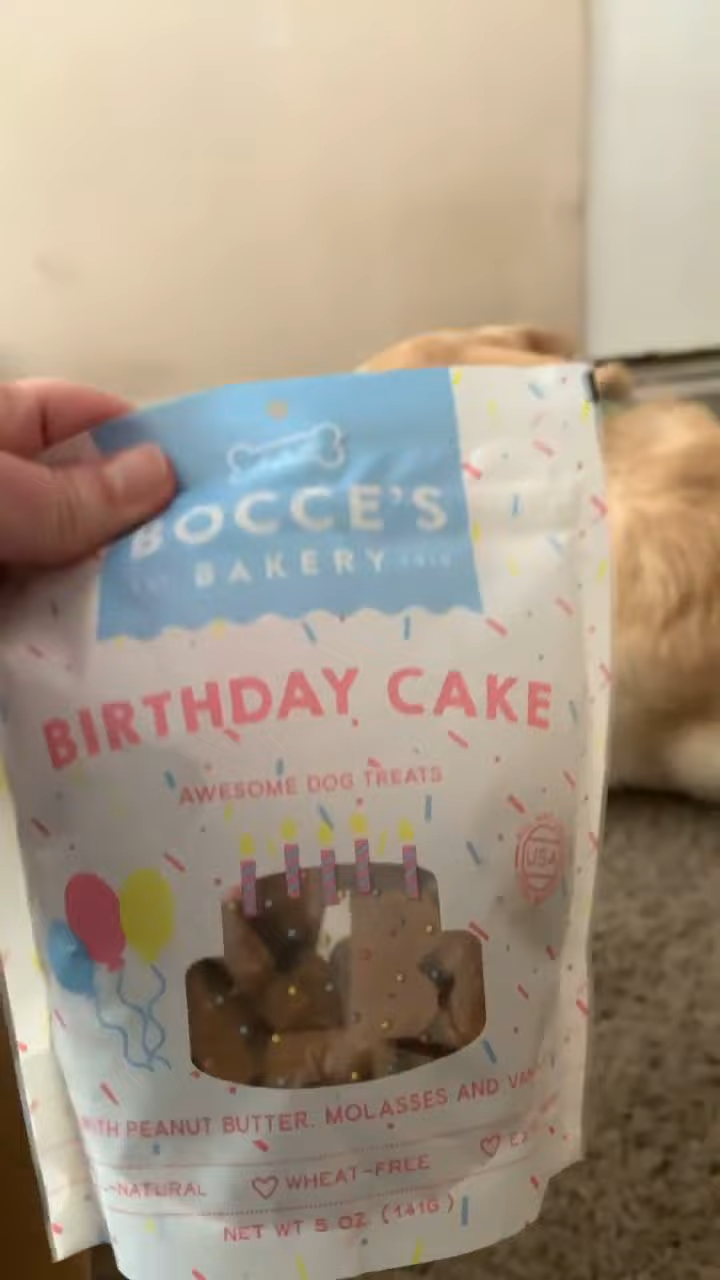 BOCCE'S
BAKERY
BIRTHDAY CAKE
AWESOME DOG TREATS
USA
WITH PEANUT BUTTER, MOLASSES AND
-NATURAL
WHEAT-FREE
NET WT 5 OZ (141G)